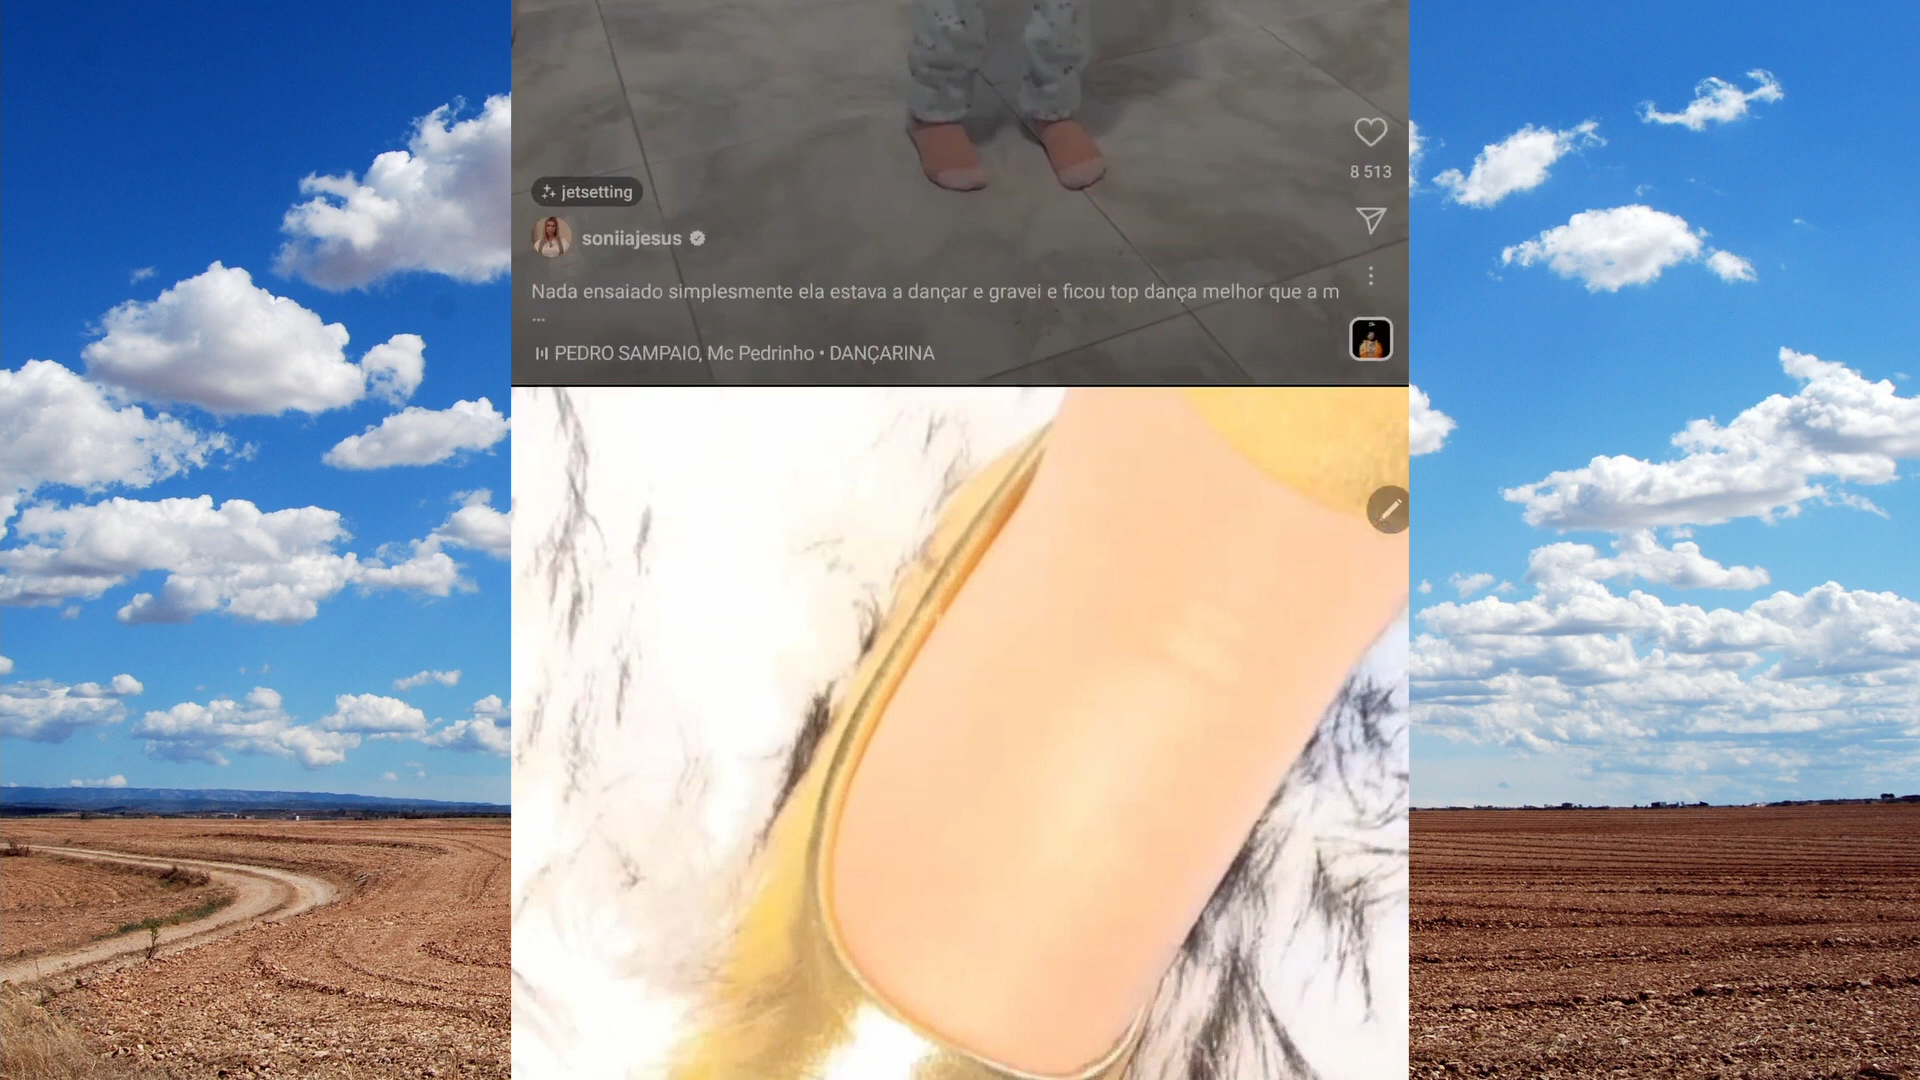 jetsetting
8 513
soniiajesus
Nada ensaiado simplesmente ela estava a dançar e gravei e ficou top dança melhor que a m
...
PEDRO SAMPAIO, Mc Pedrinho • DANÇARINA